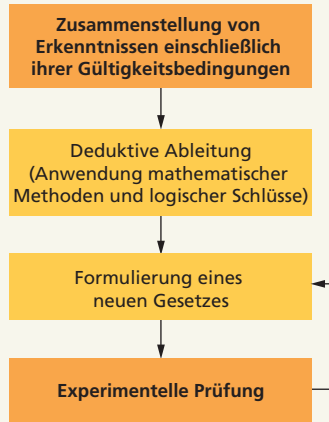 Zusammenstellung von
Erkenntnissen einschließlich
ihrer Gültigkeitsbedingungen
Deduktive Ableitung
(Anwendung mathematischer
Methoden und logischer Schlüsse)
Formulierung eines
neuen Gesetzes
Experimentelle Prüfung